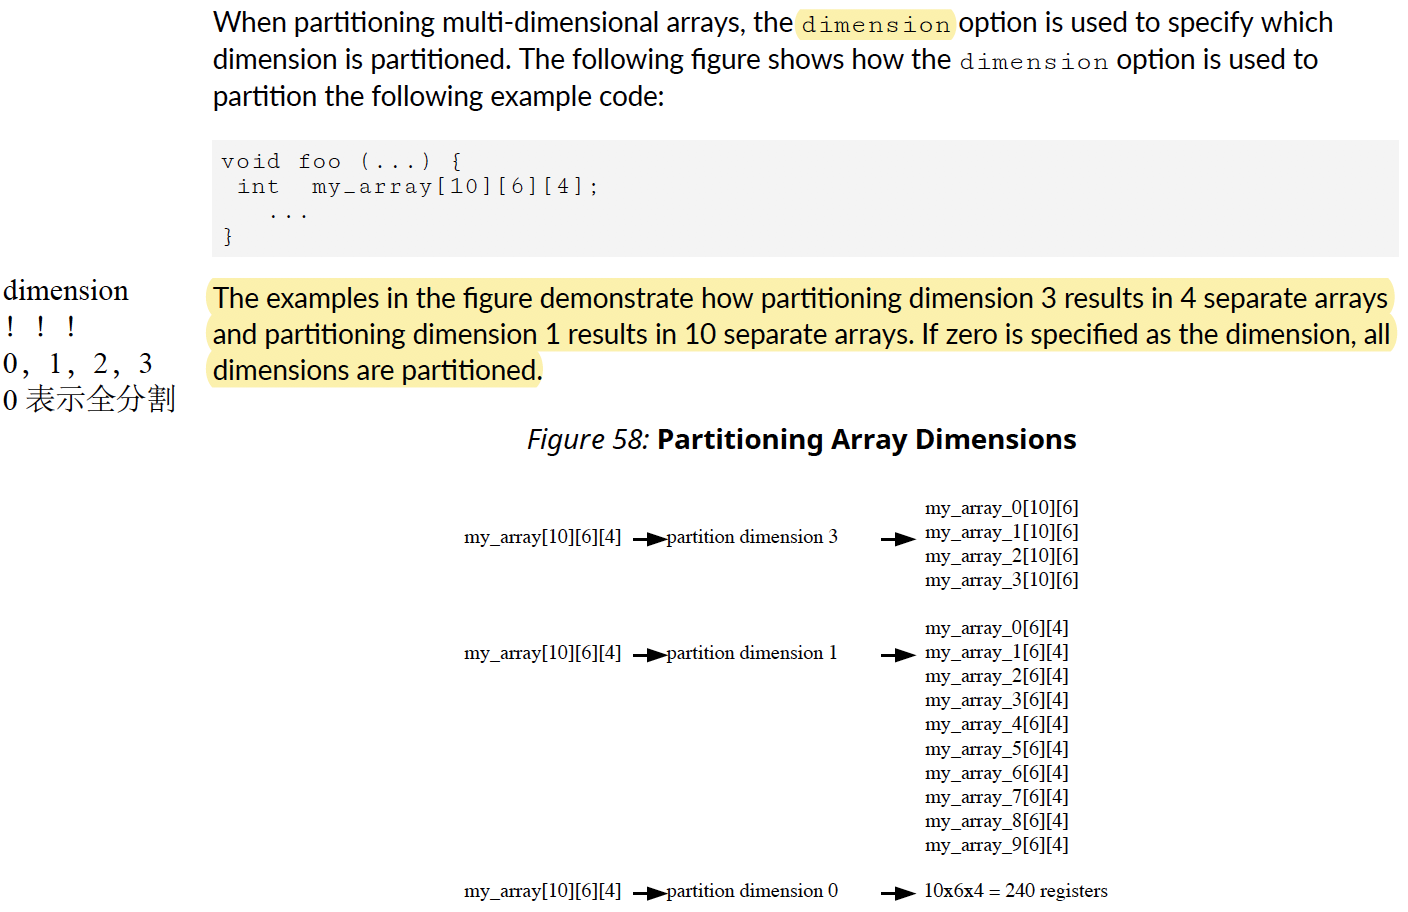 When partitioning multi-dimensional arrays, the dimension option is used to specify which
dimension is partitioned. The following figure shows how the dimension option is used to
partition the following example code:
void foo (...) {
int my_array[10][6][4];
...
}
dimension
！！！
0，1，2，3
0 表示全分割
The examples in the figure demonstrate how partitioning dimension 3 results in 4 separate arrays
and partitioning dimension 1 results in 10 separate arrays. If zero is specified as the dimension, all
dimensions are partitioned.
Figure 58: Partitioning Array Dimensions
my_array[10][6][4] partition dimension 3
my_array_0[10][6]
my_array_1[10][6]
my_array_2[10][6]
my_array_3[10][6]
my_array[10][6][4] partition dimension 1
my_array_0[6][4]
my_array_1[6][4]
my_array_2[6][4]
my_array_3[6][4]
my_array_4[6][4]
my_array_5[6][4]
my_array_6[6][4]
my_array_7[6][4]
my_array_8[6][4]
my_array_9[6][4]
my_array[10][6][4] partition dimension 0 10x6x4 = 240 registers